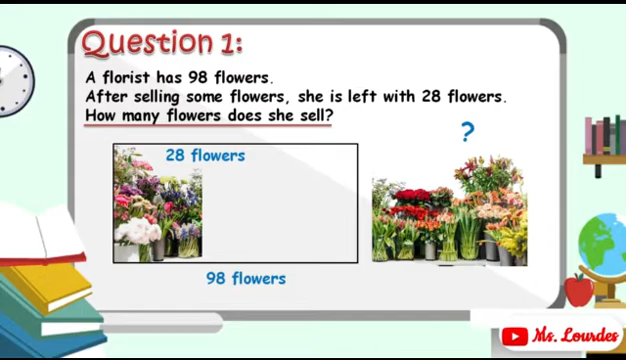 Question 1:
A florist has 98 flowers.
After selling some flowers, she is left with 28 flowers.
How many flowers does she sell?
?
28 flowers
98 flowers
Ms. Lourdes